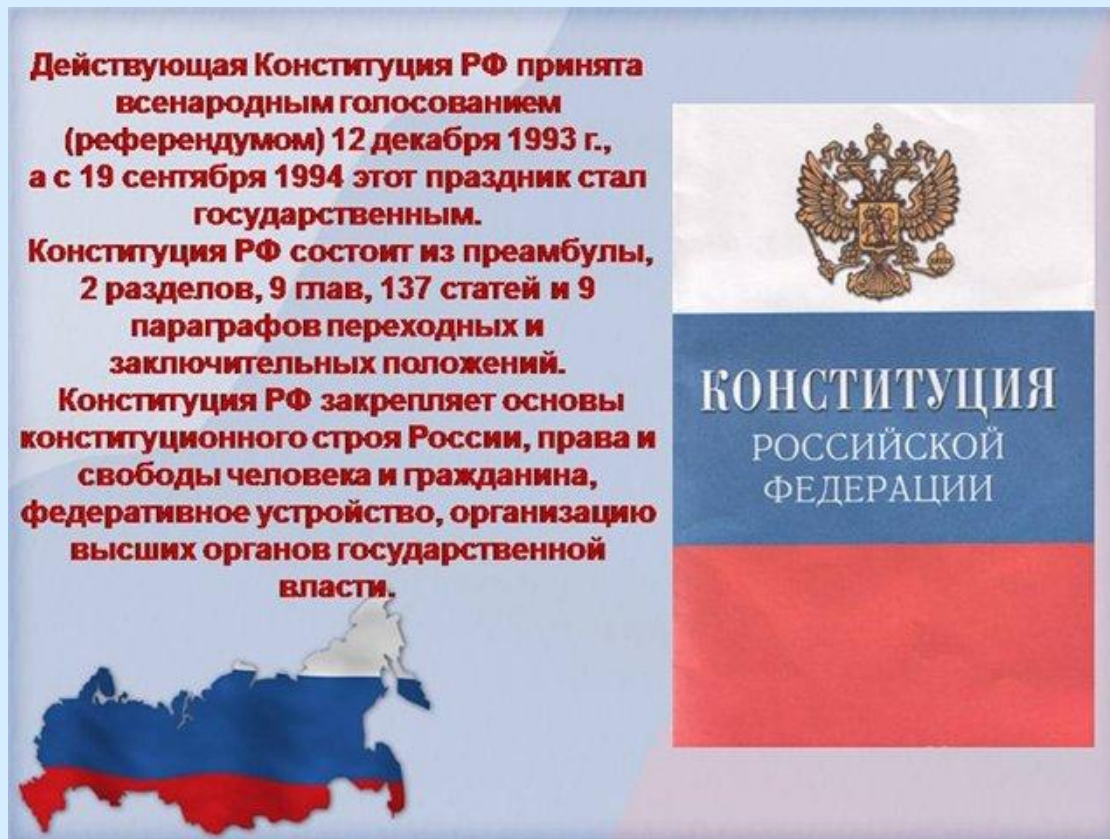 Действующая Конституция РФ принята
всенародным голосованием
(референдумом) 12 декабря 1993 г.,
а с 19 сентября 1994 этот праздник стал
государственным.
Конституция РФ состоит из преамбулы,
2 разделов, 9 глав, 137 статей и 9
параграфов переходных и
заключительных положений.
Конституция РФ закрепляет основы
конституционного строя России, права и
свободы человека и гражданина,
федеративное устройство, организацию
высших органов государственной
власти.
КОНСТИТУЦИЯ
РОССИЙСКОЙ
ФЕДЕРАЦИИ